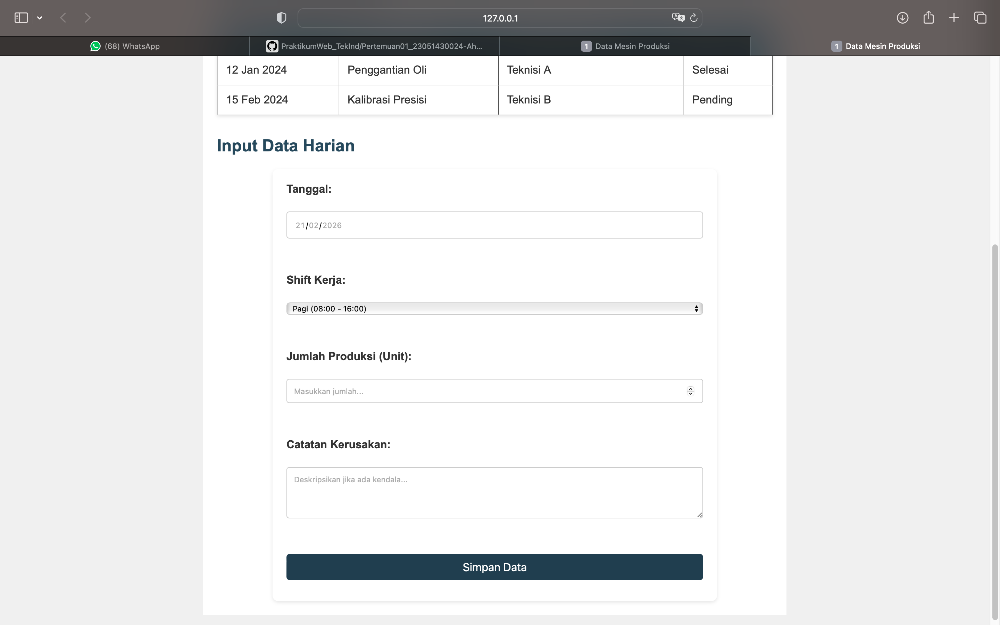 127.0.0.1
(68) WhatsApp
PraktikumWeb_TekInd/Pertemuan01_23051430024-Ah...
1 Data Mesin Produksi
1 Data Mesin Produksi
12 Jan 2024 Penggantian Oli Teknisi A Selesai
15 Feb 2024 Kalibrasi Presisi Teknisi B Pending
Input Data Harian
Tanggal:
21/02/2026
Shift Kerja:
Pagi (08:00 - 16:00)
Jumlah Produksi (Unit):
Masukkan jumlah...
Catatan Kerusakan:
Deskripsikan jika ada kendala...
Simpan Data